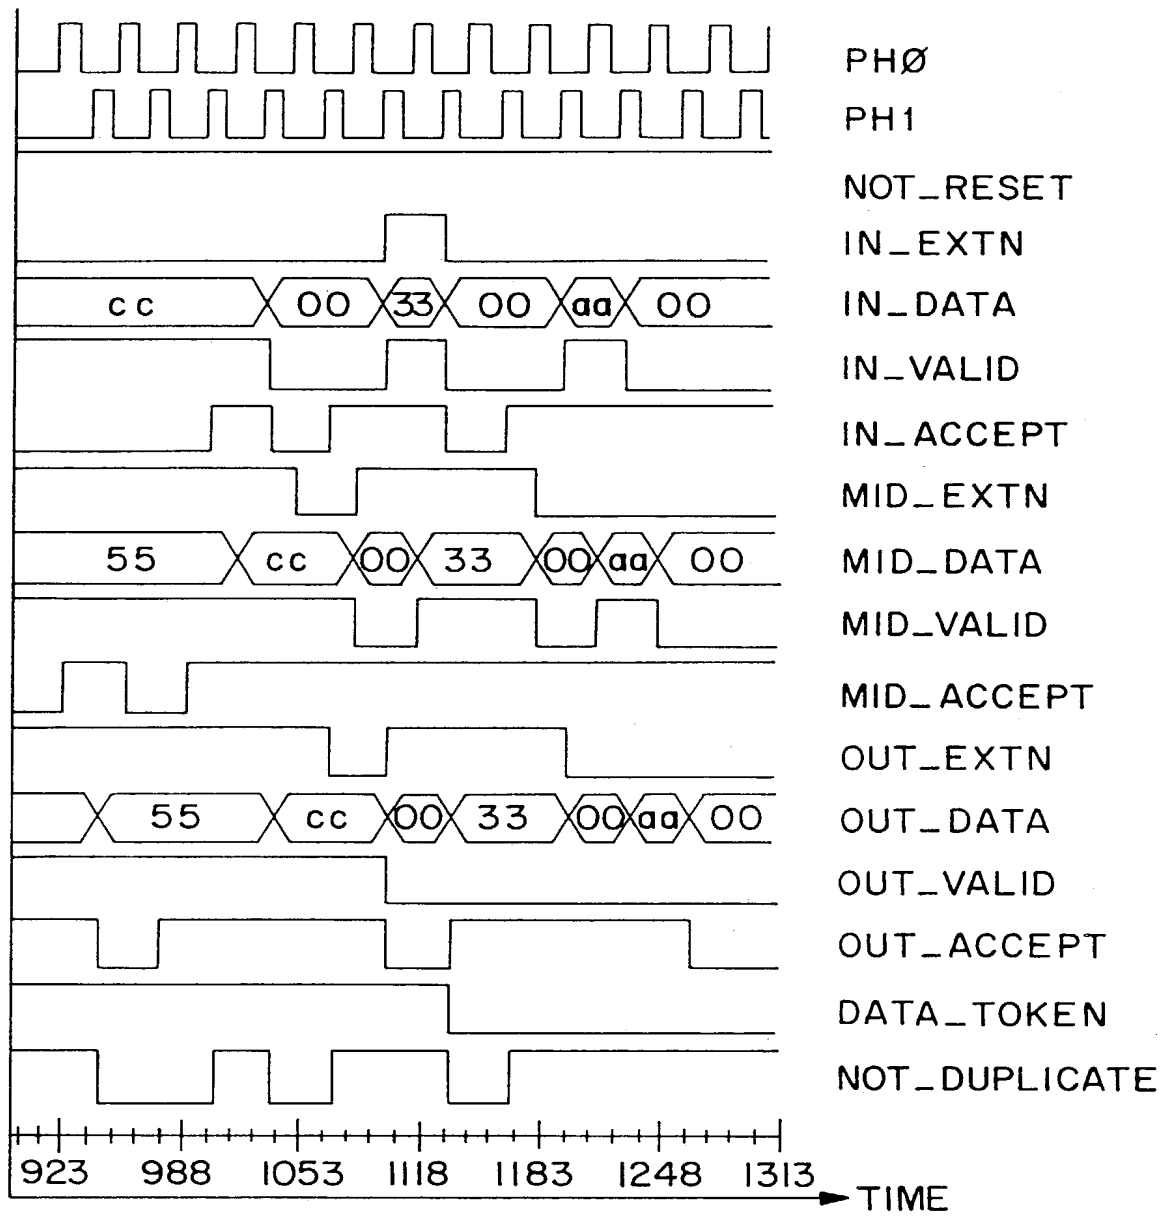 PHØ
PH1
NOT_RESET
IN_EXTN
cc 00 33 00 aa 00 IN_DATA
IN_VALID
IN_ACCEPT
MID_EXTN
55 cc 00 33 00 aa 00 MID_DATA
MID_VALID
MID_ACCEPT
OUT_EXTN
55 cc 00 33 00 aa 00 OUT_DATA
OUT_VALID
OUT_ACCEPT
DATA_TOKEN
NOT_DUPLICATE
923 988 1053 1118 1183 1248 1313
TIME